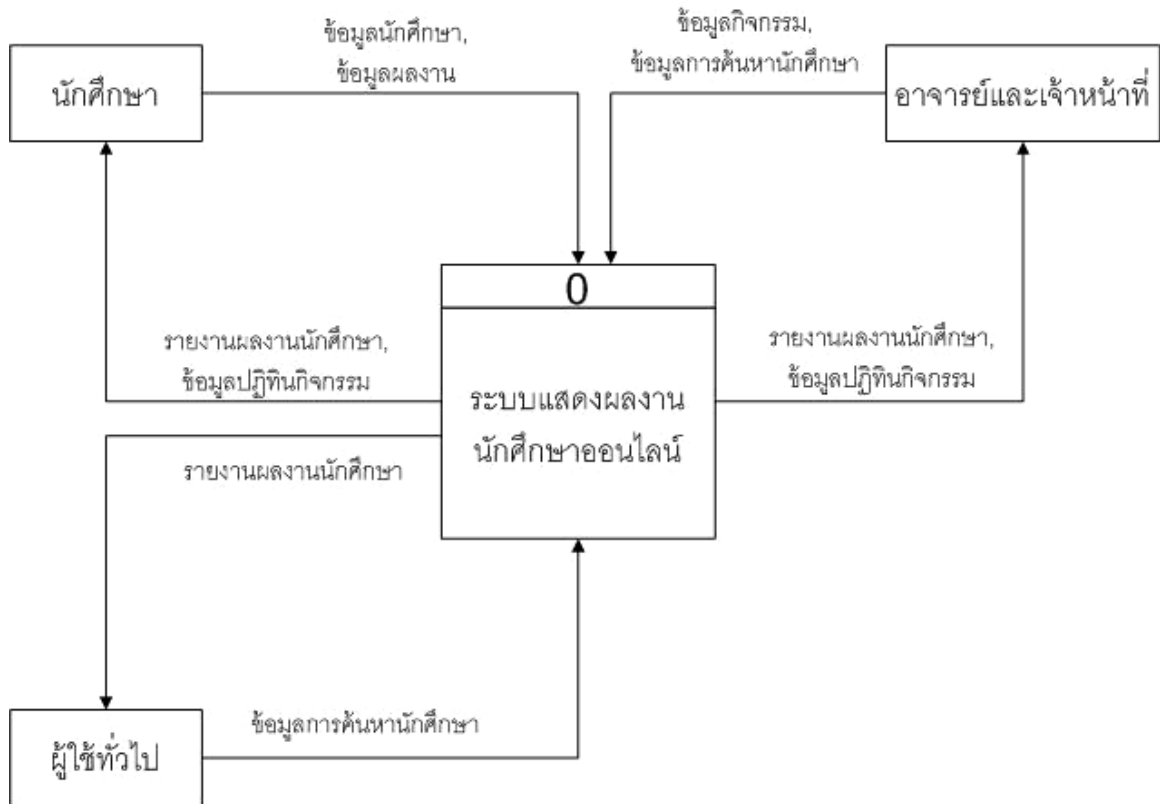 ข้อมูลนักศึกษา,
ข้อมูลผลงาน
ข้อมูลกิจกรรม,
ข้อมูลการค้นหานักศึกษา
นักศึกษา
อาจารย์และเจ้าหน้าที่
0
ระบบแสดงผลงาน
นักศึกษาออนไลน์
รายงานผลงานนักศึกษา,
ข้อมูลปฏิทินกิจกรรม
รายงานผลงานนักศึกษา,
ข้อมูลปฏิทินกิจกรรม
รายงานผลงานนักศึกษา
ข้อมูลการค้นหานักศึกษา
ผู้ใช้ทั่วไป